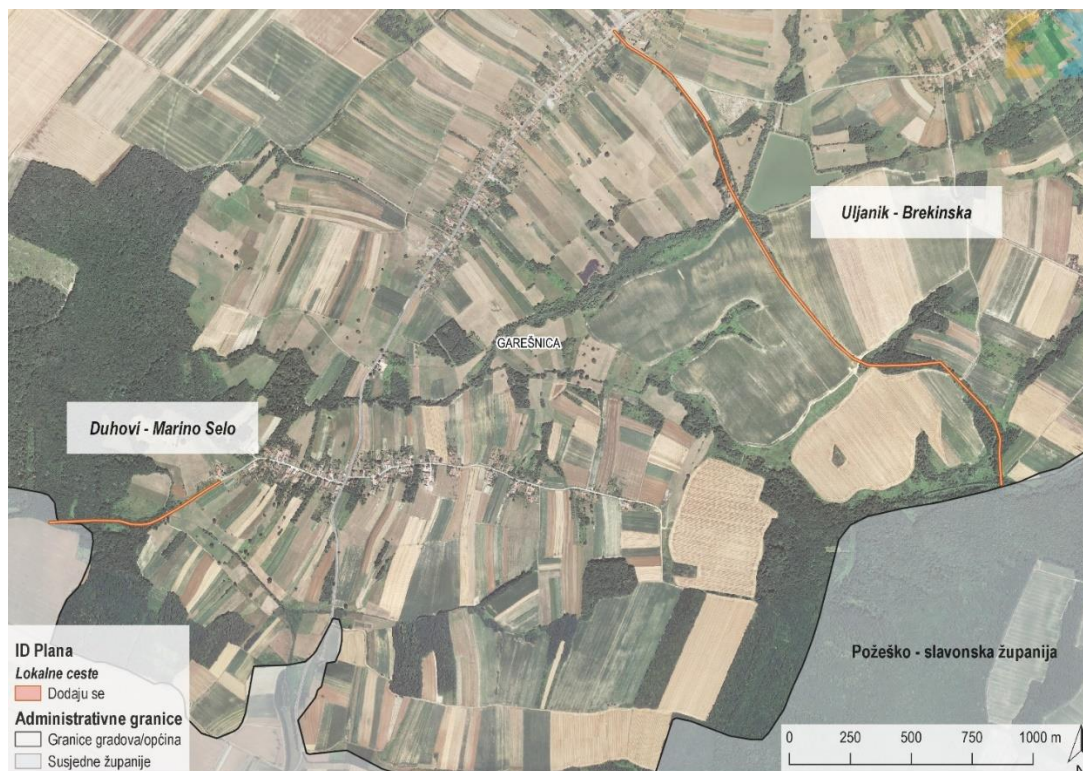 Uljanik - Brekinska
GAREŠNICA
Duhovi - Marino Selo
Požeško - slavonska županija
ID Plana
Lokalne ceste
Dodaju se
Administrativne granice
Granice gradova/općina
Susjedne županije
0 250 500 750 1000 m
N